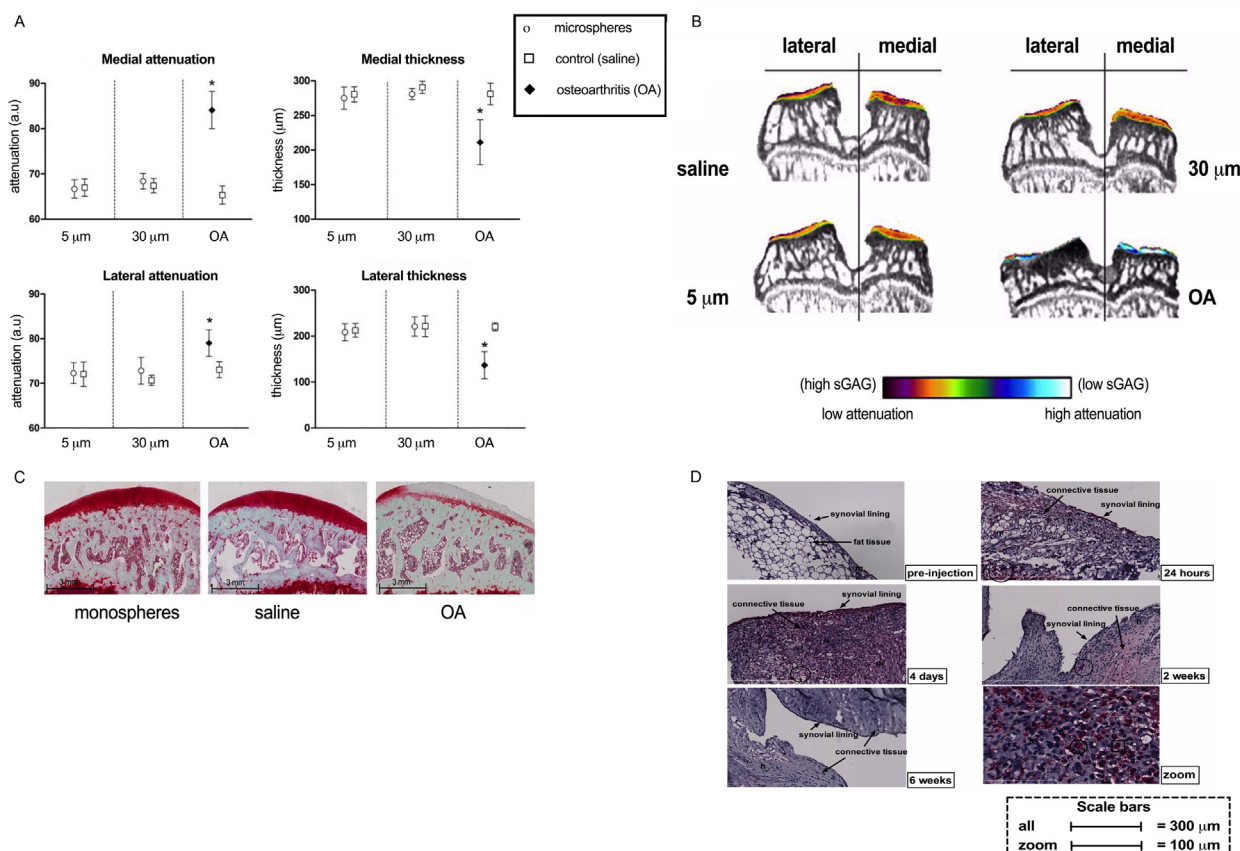 A
o microspheres
□ control (saline)
◆ osteoarthritis (OA)
Medial attenuation
attenuation (a.u)
90
80
70
60
*
5 μm 30 μm OA
Medial thickness
thickness (μm)
300
250
200
150
100
*
5 μm 30 μm OA
Lateral attenuation
attenuation (a.u)
90
80
70
60
*
5 μm 30 μm OA
Lateral thickness
thickness (μm)
300
200
100
0
*
5 μm 30 μm OA
B
lateral medial lateral medial
saline 30 μm
5 μm OA
(high sGAG) (low sGAG)
low attenuation high attenuation
C
3 mm 3 mm 3 mm
monospheres saline OA
D
synovial lining
fat tissue
pre-injection
connective tissue
synovial lining
24 hours
connective tissue
synovial lining
4 days
connective tissue
synovial lining
2 weeks
synovial lining
connective tissue
n
6 weeks
zoom
Scale bars
all = 300 μm
zoom = 100 μm